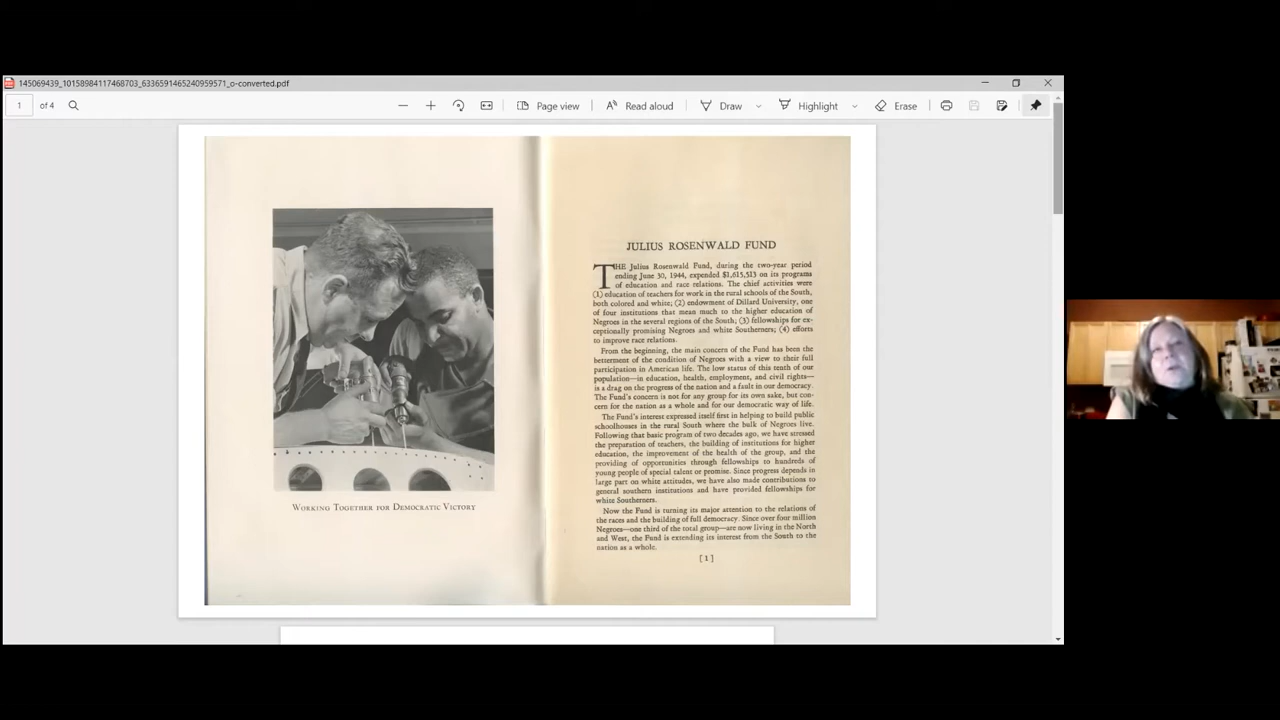 145069439_10158984117468703_6336591465240959571_o-converted.pdf
1 of 4
Page view
Read aloud
Draw
Highlight
Erase
WORKING TOGETHER FOR DEMOCRATIC VICTORY
JULIUS ROSENWALD FUND
THE Julius Rosenwald Fund, during the two-year period
ending June 30, 1944, expended $1,615,513 on its programs
of education and race relations. The chief activities were
(1) education of teachers for work in the rural schools of the South,
both colored and white; (2) endowment of Dillard University, one
of four institutions that mean much to the higher education of
Negroes in the several regions of the South; (3) fellowships for ex-
ceptionally promising Negroes and white Southerners; (4) efforts
to improve race relations.
From the beginning, the main concern of the Fund has been the
betterment of the condition of Negroes with a view to their full
participation in American life. The low status of this tenth of our
population—in education, health, employment, and civil rights—
is a drag on the progress of the nation and a fault in our democracy.
The Fund's concern is not for any group for its own sake, but con-
cern for the nation as a whole and for our democratic way of life.
The Fund's interest expressed itself first in helping to build public
schoolhouses in the rural South where the bulk of Negroes live.
Following that basic program of two decades ago, we have stressed
the preparation of teachers, the building of institutions for higher
education, the improvement of the health of the group, and the
providing of opportunities through fellowships to hundreds of
young people of special talent or promise. Since progress depends in
large part on white attitudes, we have also made contributions to
general southern institutions and have provided fellowships for
white Southerners.
Now the Fund is turning its major attention to the relations of
the races and the building of full democracy. Since over four million
Negroes—one third of the total group—are now living in the North
and West, the Fund is extending its interest from the South to the
nation as a whole.
[ 1 ]